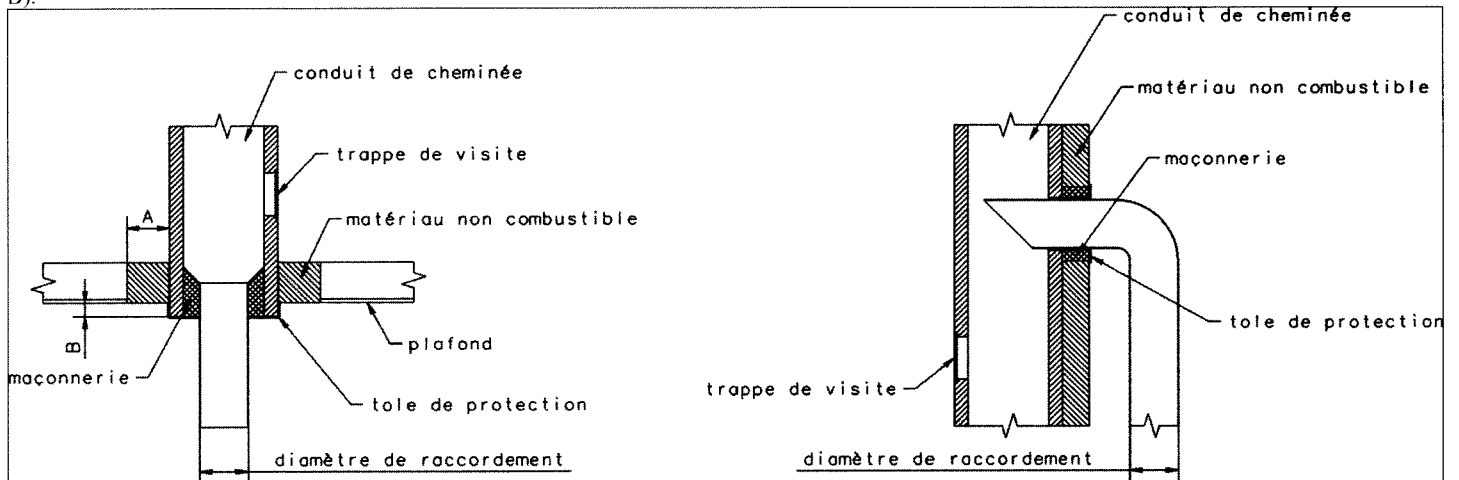 B).
conduit de cheminée
trappe de visite
A
matériau non combustible
B
plafond
maçonnerie
tole de protection
diamètre de raccordement
conduit de cheminée
matériau non combustible
maçonnerie
tole de protection
trappe de visite
diamètre de raccordement